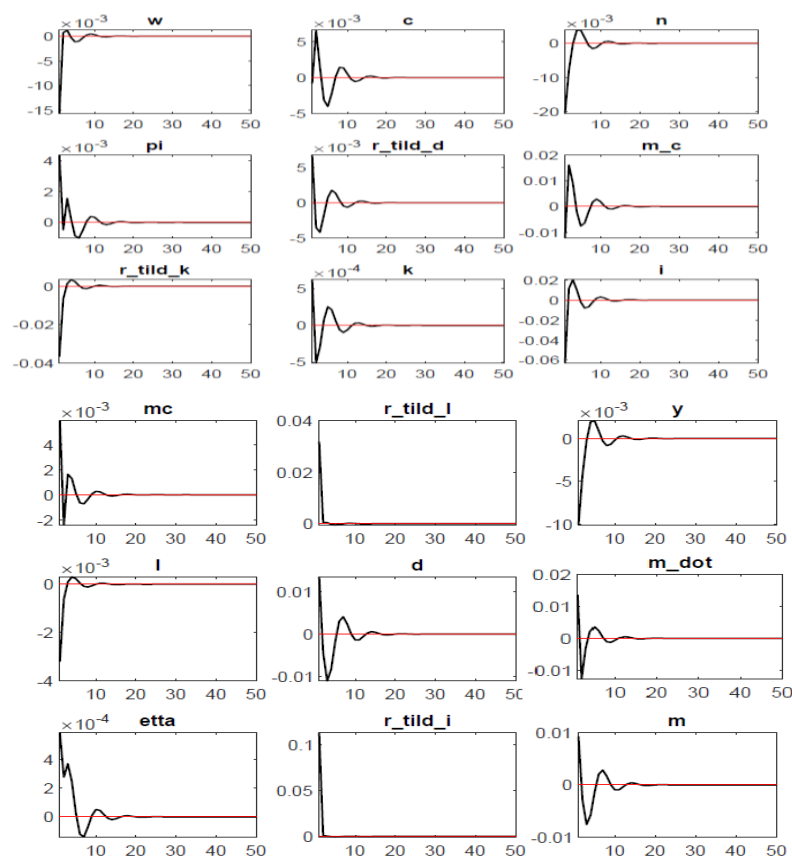 w c n
×10⁻³ ×10⁻³ ×10⁻³
0 5 0
-5 0 -10
-10 -5 -20
-15
10 20 30 40 50 10 20 30 40 50 10 20 30 40 50
pi r_tild_d m_c
×10⁻³ ×10⁻³
4 5 0.02
2 0 0.01
0 -5 0
-0.01
10 20 30 40 50 10 20 30 40 50 10 20 30 40 50
r_tild_k k i
×10⁻⁴
0 5 0.02
-0.02 0 0
-0.04 -5 -0.02
-0.04
-0.06
10 20 30 40 50 10 20 30 40 50 10 20 30 40 50
mc r_tild_l y
×10⁻³ ×10⁻³
4 0.04 0
2 0.02 -5
0 0 -10
-2
10 20 30 40 50 10 20 30 40 50 10 20 30 40 50
l d m_dot
×10⁻³
0 0.01 0.02
-2 0 0.01
-4 -0.01 0
-0.01
10 20 30 40 50 10 20 30 40 50 10 20 30 40 50
etta r_tild_i m
×10⁻⁴
4 0.1 0.01
2 0.05 0
0 0 -0.01
10 20 30 40 50 10 20 30 40 50 10 20 30 40 50